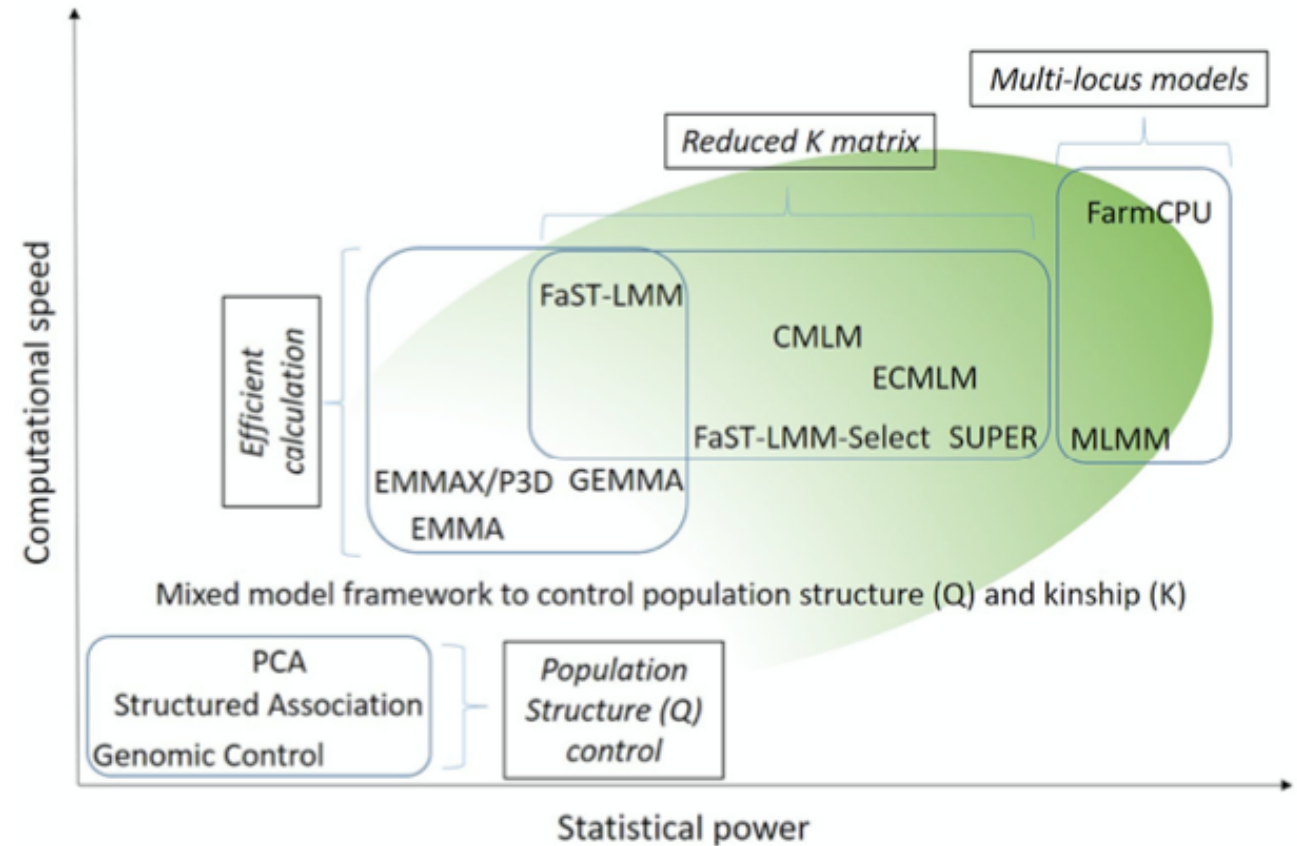 Multi-locus models
Reduced K matrix
FarmCPU
Computational speed
Efficient
calculation
FaST-LMM
CMLM
ECMLM
FaST-LMM-Select SUPER MLMM
EMMAX/P3D GEMMA
EMMA
Mixed model framework to control population structure (Q) and kinship (K)
PCA
Structured Association
Genomic Control
Population
Structure (Q)
control
Statistical power